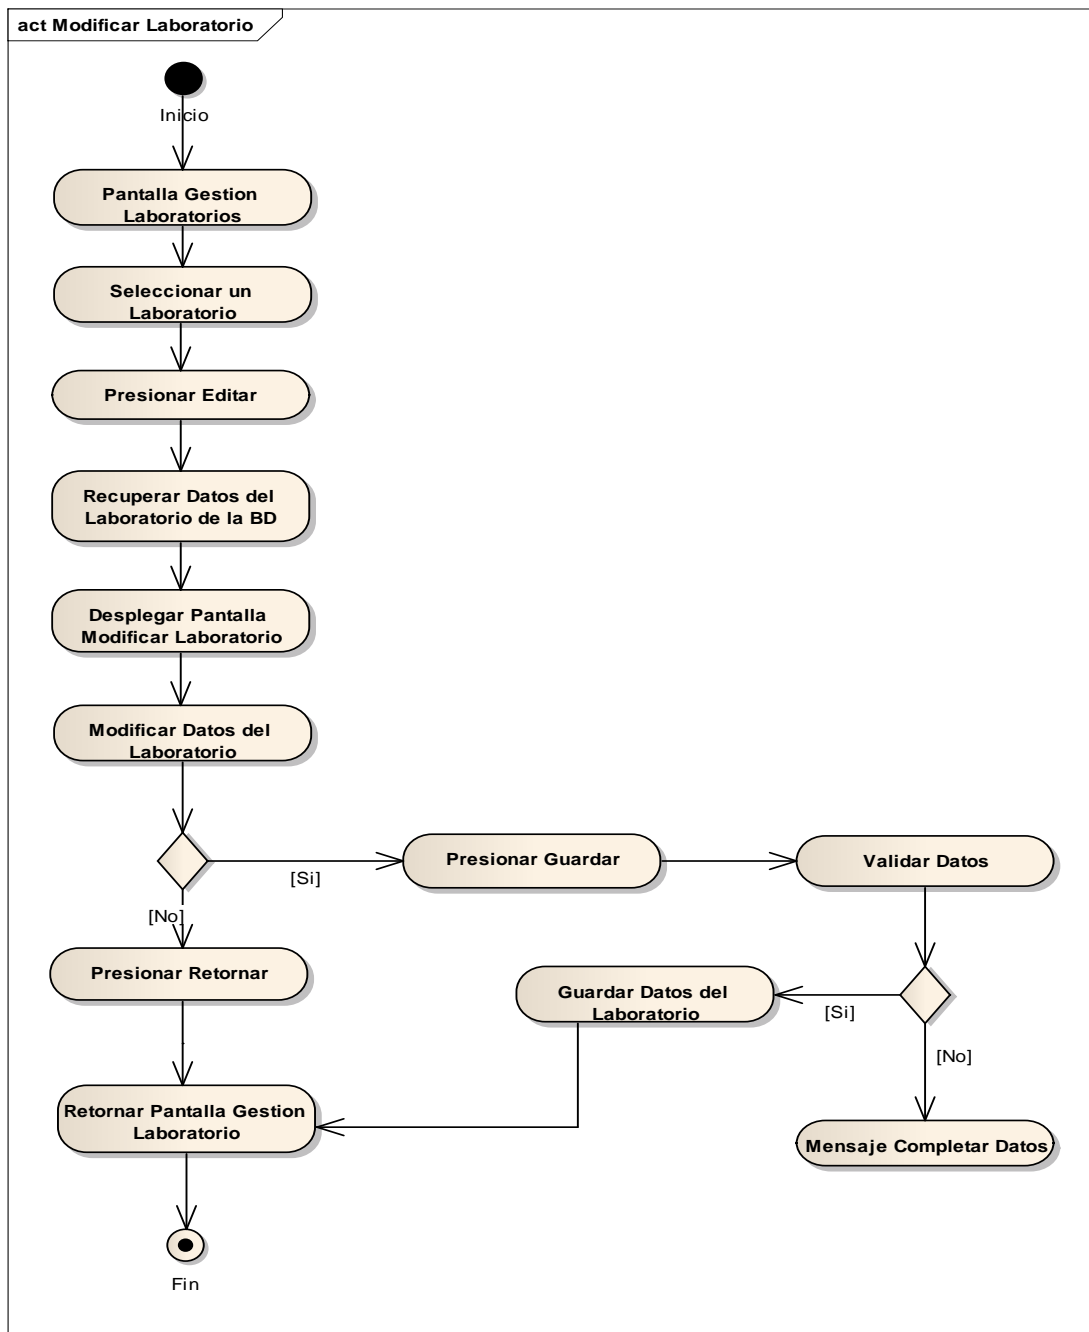 act Modificar Laboratorio
Inicio
Pantalla Gestion
Laboratorios
Seleccionar un
Laboratorio
Presionar Editar
Recuperar Datos del
Laboratorio de la BD
Desplegar Pantalla
Modificar Laboratorio
Modificar Datos del
Laboratorio
Presionar Guardar
Validar Datos
[Si]
[No]
Presionar Retornar
Guardar Datos del
Laboratorio
[Si]
[No]
Retornar Pantalla Gestion
Laboratorio
Mensaje Completar Datos
Fin